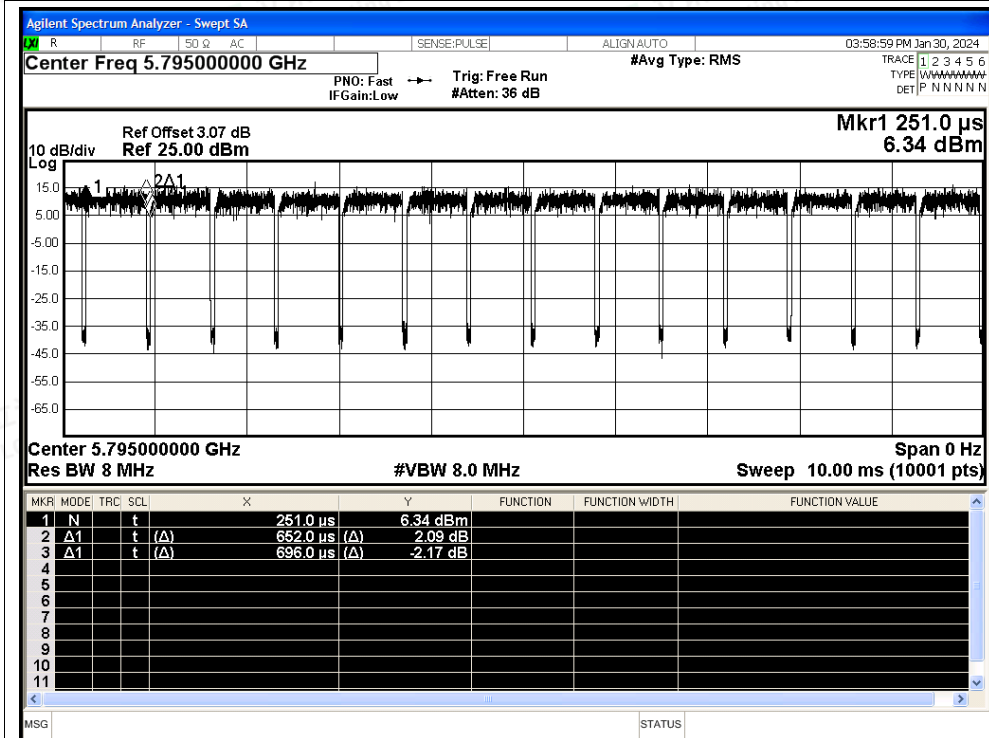 Agilent Spectrum Analyzer - Swept SA
LXI R RF 50 Ω AC SENSE:PULSE ALIGN AUTO 03:58:59 PM Jan 30, 2024
Center Freq 5.795000000 GHz #Avg Type: RMS TRACE 1 2 3 4 5 6
PNO: Fast Trig: Free Run TYPE
IFGain:Low #Atten: 36 dB DET P N N N N N
Mkr1 251.0 µs
6.34 dBm
Ref Offset 3.07 dB
10 dB/div Ref 25.00 dBm
Log
15.0
5.00
-5.00
-15.0
-25.0
-35.0
-45.0
-55.0
-65.0
1 2Δ1
Center 5.795000000 GHz Span 0 Hz
Res BW 8 MHz #VBW 8.0 MHz Sweep 10.00 ms (10001 pts)
MKR MODE TRC SCL X Y FUNCTION FUNCTION WIDTH FUNCTION VALUE
1 N t 251.0 µs 6.34 dBm
2 Δ1 t (Δ) 652.0 µs (Δ) 2.09 dB
3 Δ1 t (Δ) 696.0 µs (Δ) -2.17 dB
4
5
6
7
8
9
10
11
MSG STATUS